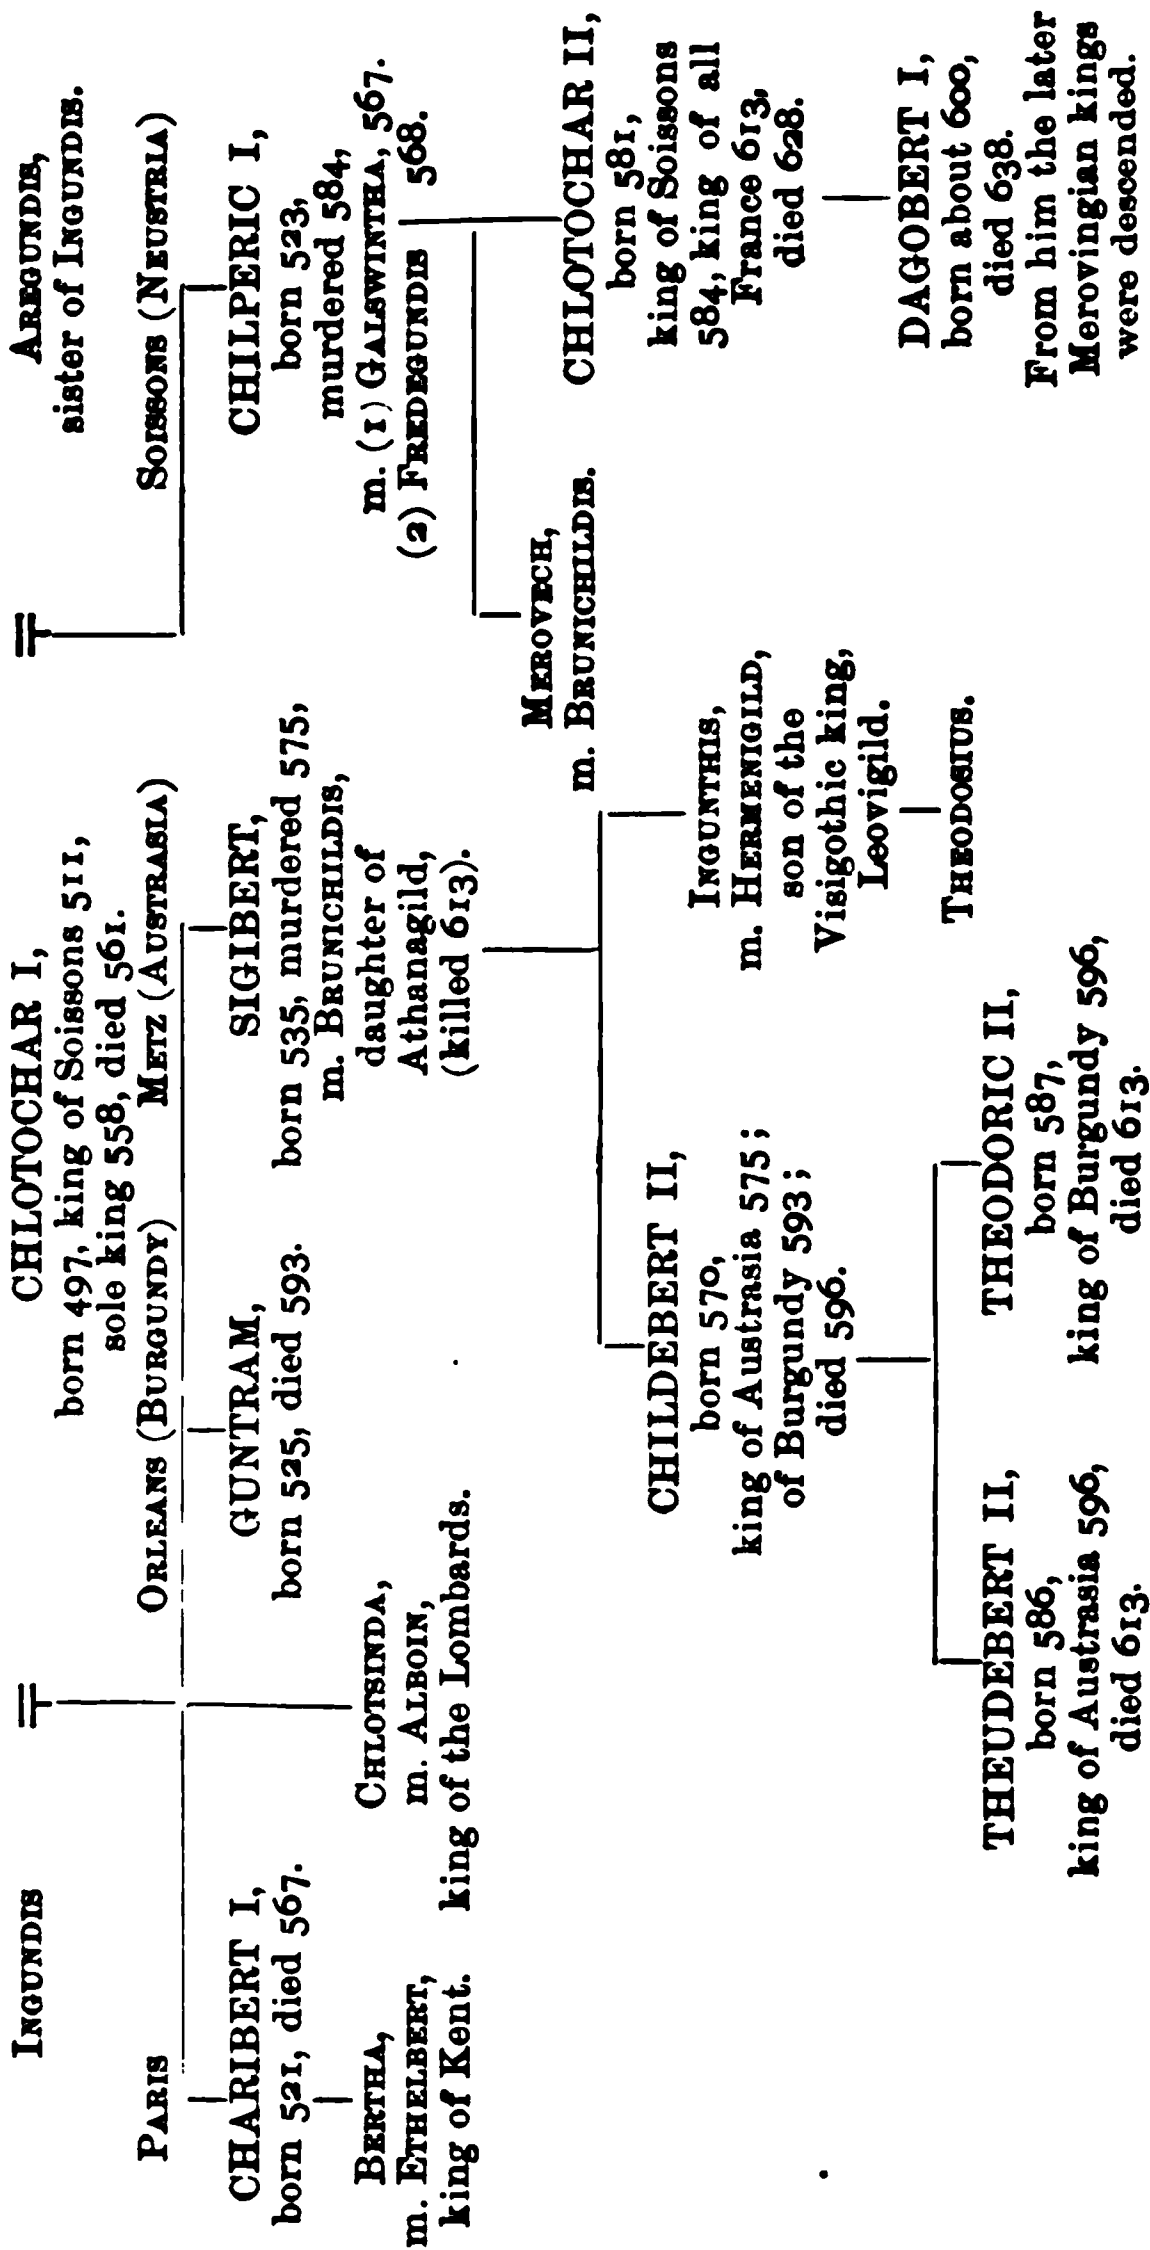 INGUNDIS
CHLOTOCHAR I,
born 497, king of Soissons 511,
sole king 558, died 561.
AREGUNDIS,
sister of INGUNDIS.
PARIS
ORLEANS (BURGUNDY)
METZ (AUSTRASIA)
SOISSONS (NEUSTRIA)
CHARIBERT I,
born 521, died 567.
GUNTRAM,
born 525, died 593.
SIGIBERT,
born 535, murdered 575,
m. BRUNICHILDIS,
daughter of
Athanagild,
(killed 613).
CHILPERIC I,
born 523,
murdered 584,
m. (1) GALSWINTHA, 567.
(2) FREDEGUNDIS 568.
BERTHA,
m. ETHELBERT,
king of Kent.
CHLOTSINDA,
m. ALBOIN,
king of the Lombards.
MEROVECH,
m. BRUNICHILDIS.
CHLOTOCHAR II,
born 581,
king of Soissons
584, king of all
France 613,
died 628.
CHILDEBERT II,
born 570,
king of Austrasia 575;
of Burgundy 593;
died 596.
INGUNTHIS,
m. HERMENIGILD,
son of the
Visigothic king,
Leovigild.
THEODOSIUS.
DAGOBERT I,
born about 600,
died 638.
From him the later
Merovingian kings
were descended.
THEUDEBERT II,
born 586,
king of Austrasia 596,
died 613.
THEODORIC II,
born 587,
king of Burgundy 596,
died 613.